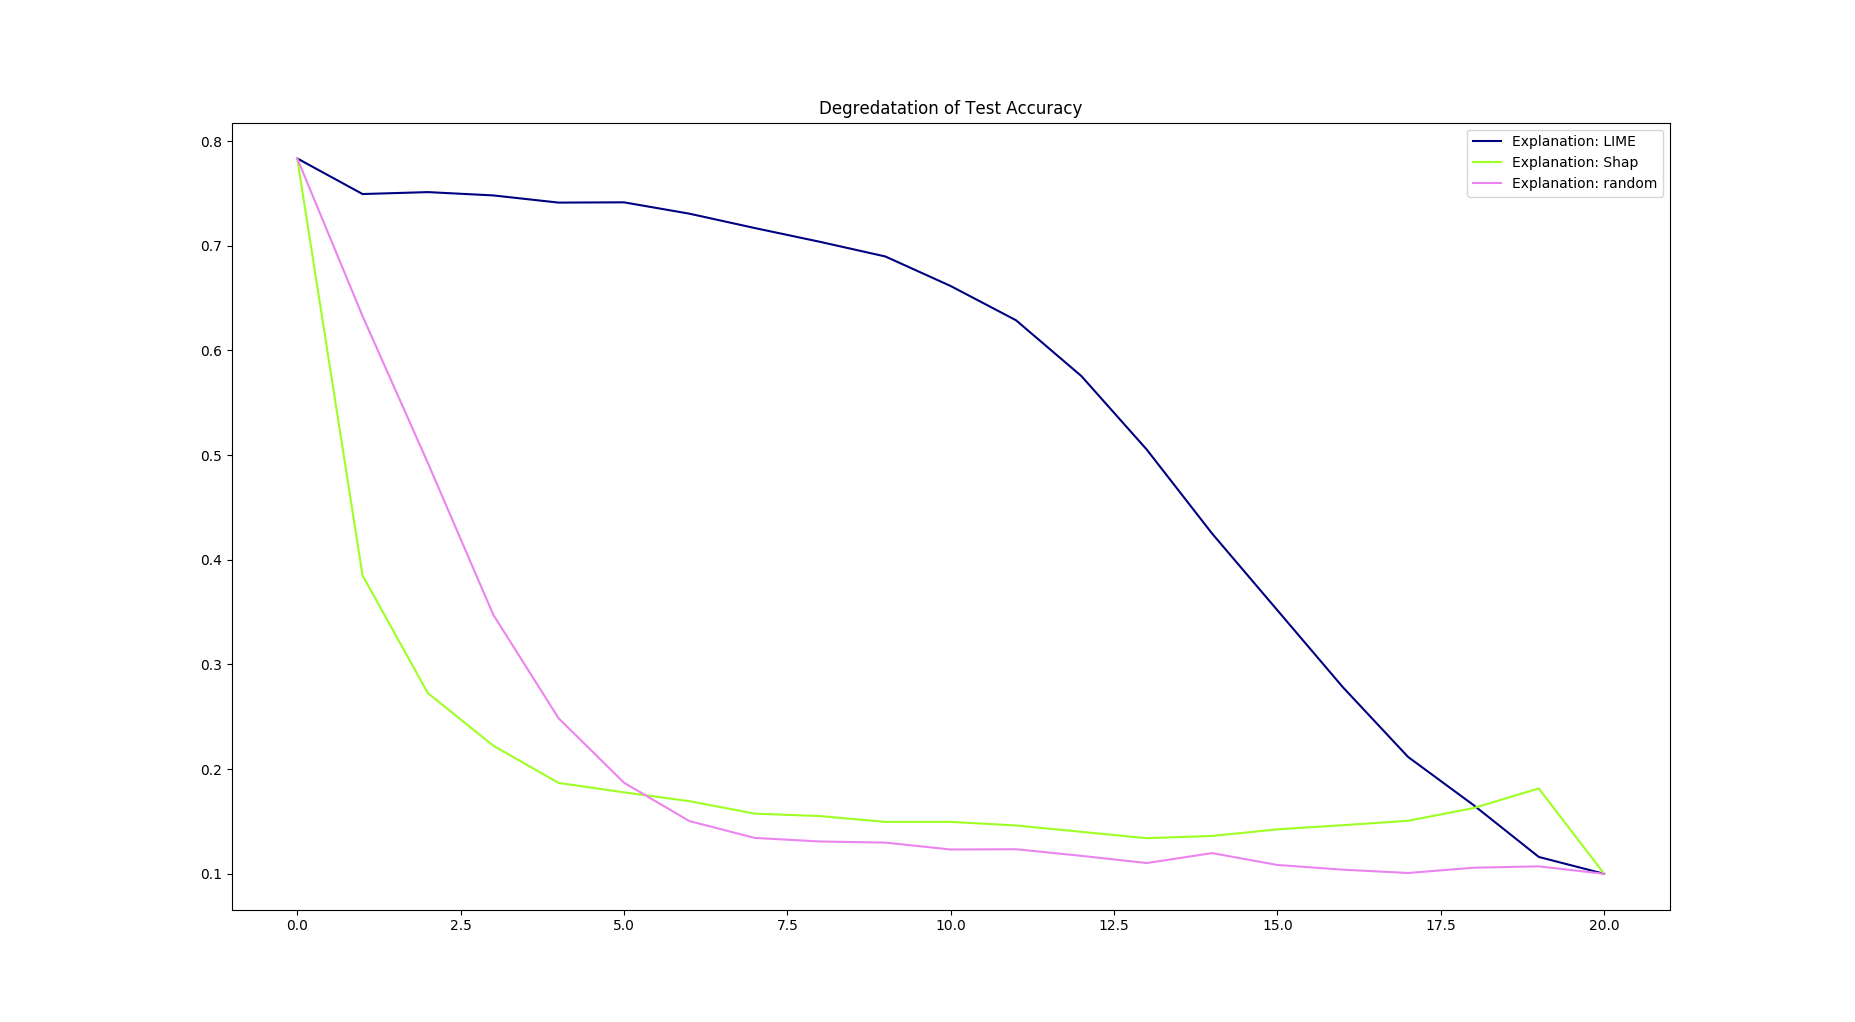 Degredatation of Test Accuracy
Explanation: LIME
Explanation: Shap
Explanation: random
0.8
0.7
0.6
0.5
0.4
0.3
0.2
0.1
0.0 2.5 5.0 7.5 10.0 12.5 15.0 17.5 20.0